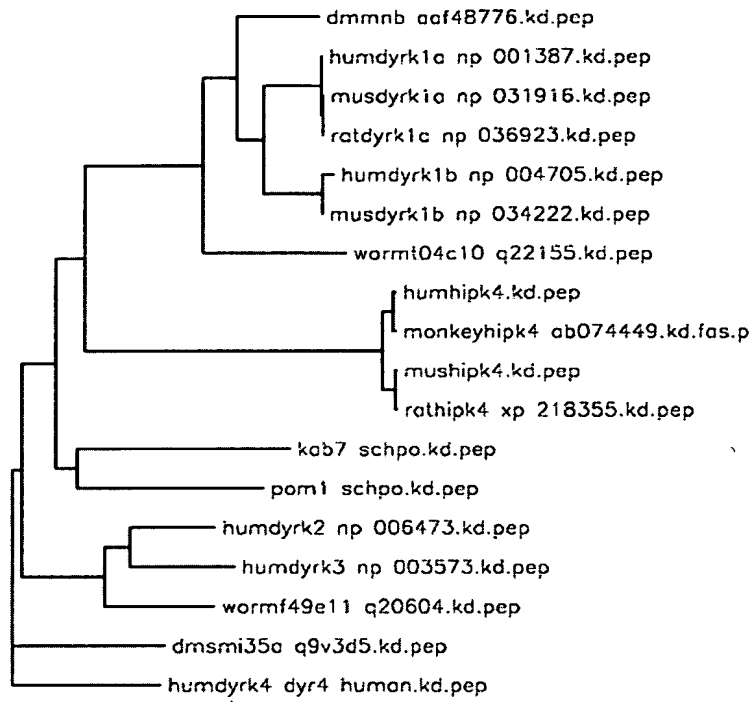 dmmnb aaf48776.kd.pep
humdyrk1a np 001387.kd.pep
musdyrk1a np 031916.kd.pep
ratdyrk1c np 036923.kd.pep
humdyrk1b np 004705.kd.pep
musdyrk1b np 034222.kd.pep
wormt04c10 q22155.kd.pep
humhipk4.kd.pep
monkeyhipk4 ab074449.kd.fas.p
mushipk4.kd.pep
rathipk4 xp 218355.kd.pep
kab7 schpo.kd.pep
pom1 schpo.kd.pep
humdyrk2 np 006473.kd.pep
humdyrk3 np 003573.kd.pep
wormf49e11 q20604.kd.pep
dmsmi35a q9v3d5.kd.pep
humdyrk4 dyr4 human.kd.pep